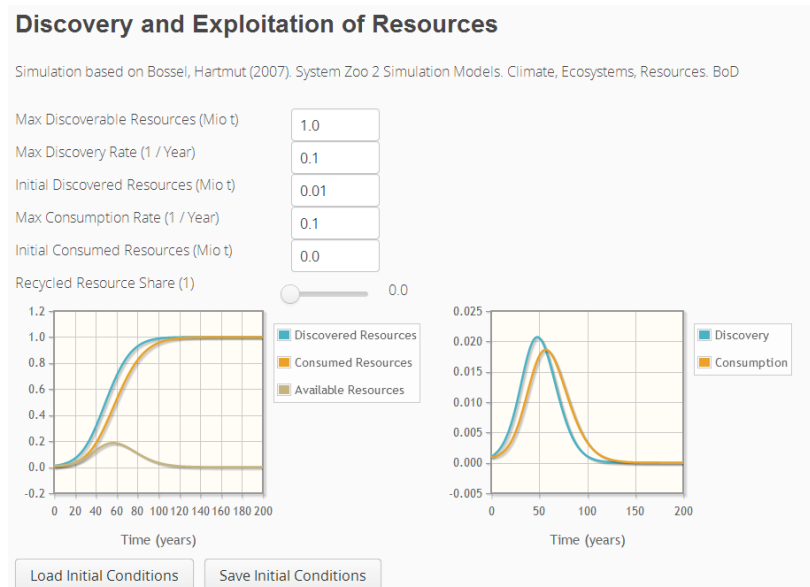 Discovery and Exploitation of Resources
Simulation based on Bossel, Hartmut (2007). System Zoo 2 Simulation Models. Climate, Ecosystems, Resources. BoD
Max Discoverable Resources (Mio t) 1.0
Max Discovery Rate (1 / Year) 0.1
Initial Discovered Resources (Mio t) 0.01
Max Consumption Rate (1 / Year) 0.1
Initial Consumed Resources (Mio t) 0.0
Recycled Resource Share (1) 0.0
1.2
1.0
0.8
0.6
0.4
0.2
0.0
-0.2
0 20 40 60 80 100 120 140 160 180 200
Time (years)
Discovered Resources
Consumed Resources
Available Resources
0.025
0.020
0.015
0.010
0.005
0.000
-0.005
0 50 100 150 200
Time (years)
Discovery
Consumption
Load Initial Conditions Save Initial Conditions